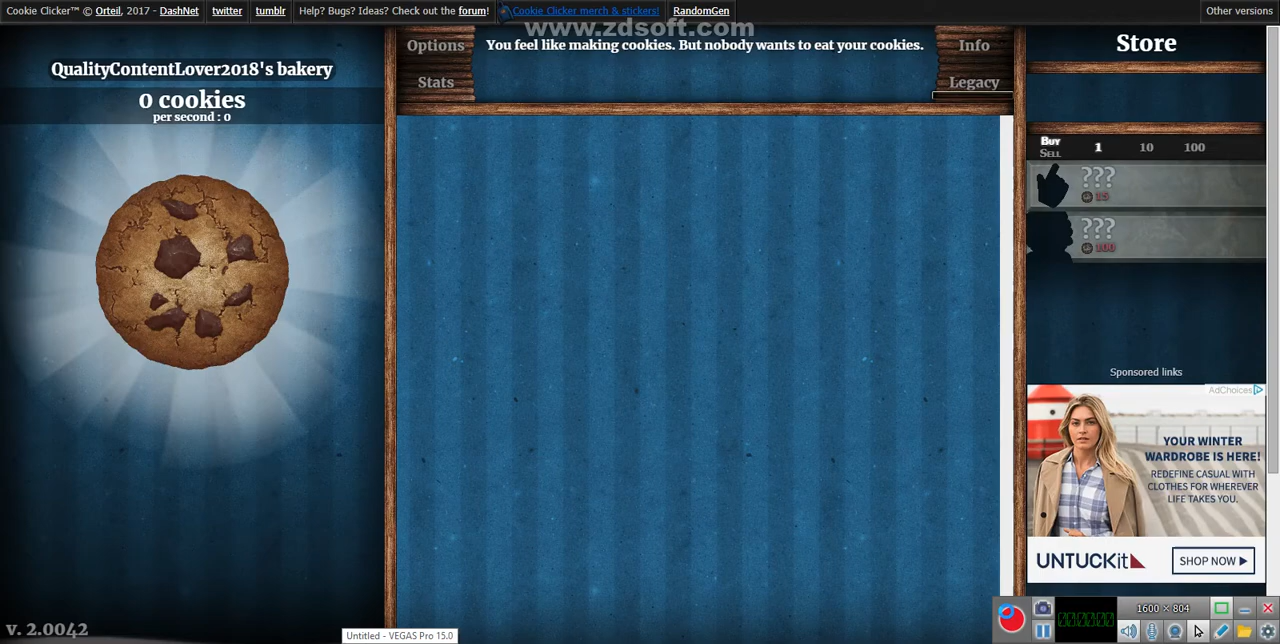 Cookie Clicker™ © Orteil, 2017 - DashNet
twitter
tumblr
Help? Bugs? Ideas? Check out the forum!
Cookie Clicker merch & stickers!
RandomGen
Other versions
www.zdsoft.com
QualityContentLover2018's bakery
0 cookies
per second : 0
Options
Stats
You feel like making cookies. But nobody wants to eat your cookies.
Info
Legacy
Store
BUY
SELL
1
10
100
???
15
???
100
Sponsored links
AdChoices
YOUR WINTER
WARDROBE IS HERE!
REDEFINE CASUAL WITH
CLOTHES FOR WHEREVER
LIFE TAKES YOU.
UNTUCKit
SHOP NOW
v. 2.0042
Untitled - VEGAS Pro 15.0
1600 × 804